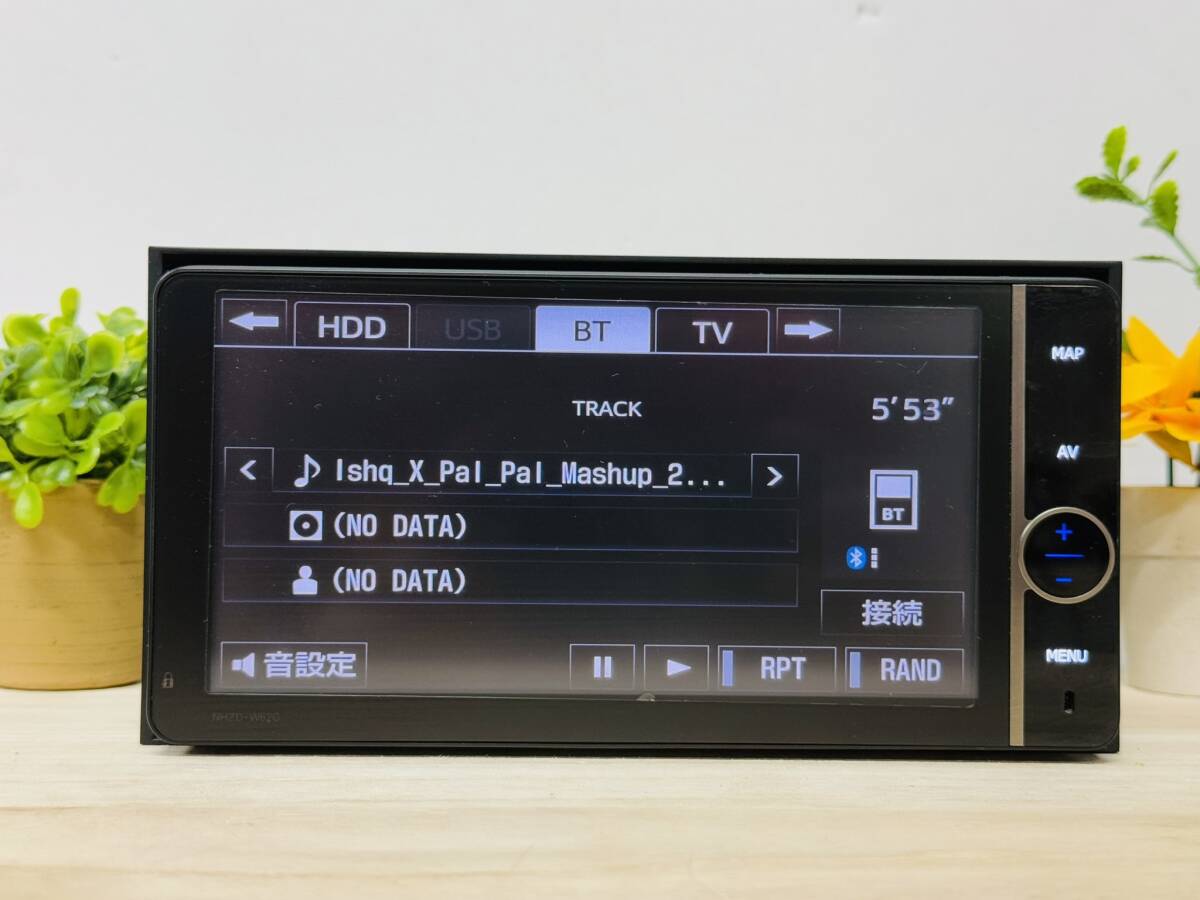 HDD USB BT TV
TRACK 5'53"
Ishq_X_Pal_Pal_Mashup_2...
(NO DATA)
(NO DATA)
BT
接続
音設定 RPT RAND
MAP
AV
MENU
NHZD-W62G